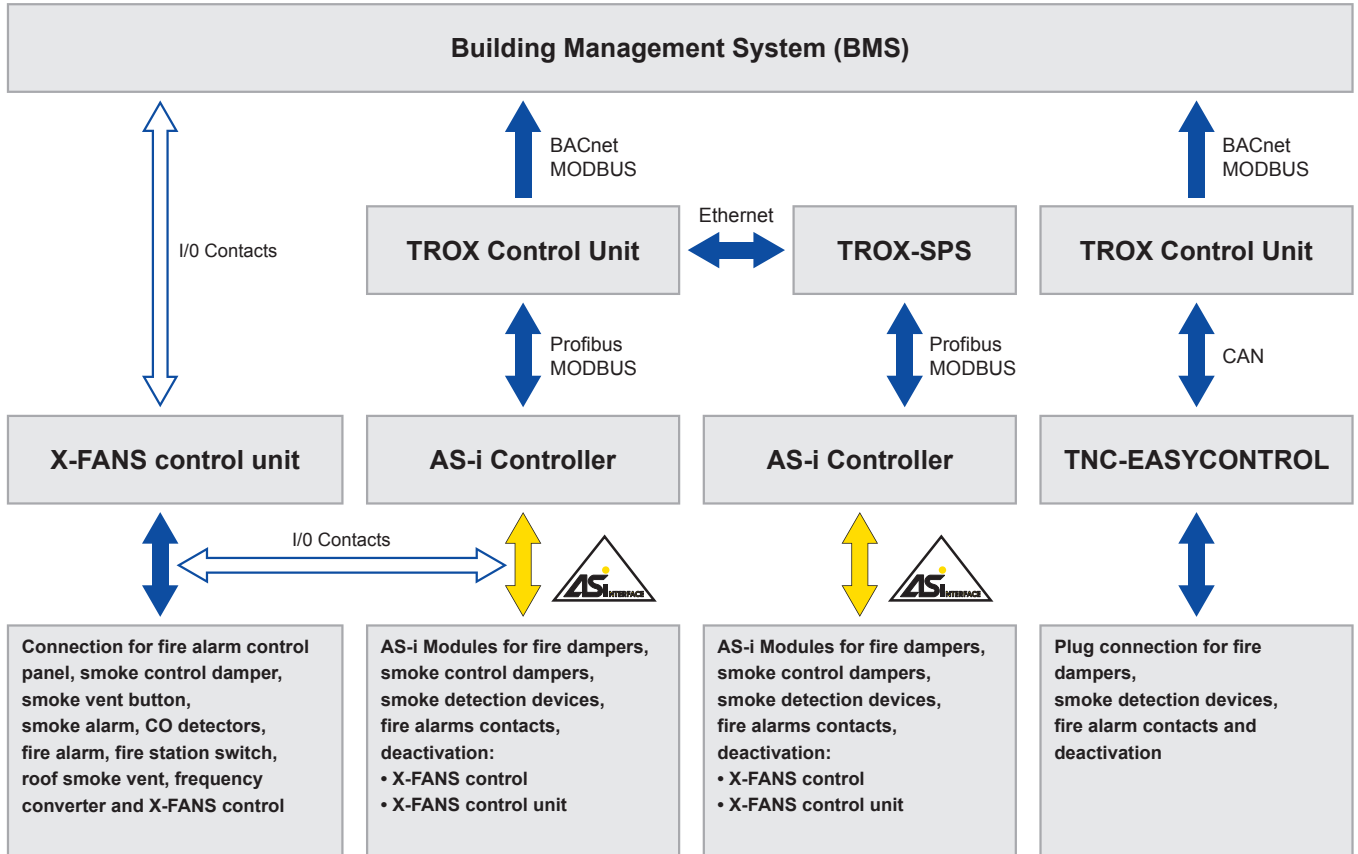 Building Management System (BMS)
I/0 Contacts
BACnet
MODBUS
BACnet
MODBUS
TROX Control Unit
Ethernet
TROX-SPS
TROX Control Unit
Profibus
MODBUS
Profibus
MODBUS
CAN
X-FANS control unit
AS-i Controller
AS-i Controller
TNC-EASYCONTROL
I/0 Contacts
ASi INTERFACE
ASi INTERFACE
Connection for fire alarm control
panel, smoke control damper,
smoke vent button,
smoke alarm, CO detectors,
fire alarm, fire station switch,
roof smoke vent, frequency
converter and X-FANS control
AS-i Modules for fire dampers,
smoke control dampers,
smoke detection devices,
fire alarms contacts,
deactivation:
• X-FANS control
• X-FANS control unit
AS-i Modules for fire dampers,
smoke control dampers,
smoke detection devices,
fire alarms contacts,
deactivation:
• X-FANS control
• X-FANS control unit
Plug connection for fire
dampers,
smoke detection devices,
fire alarm contacts and
deactivation